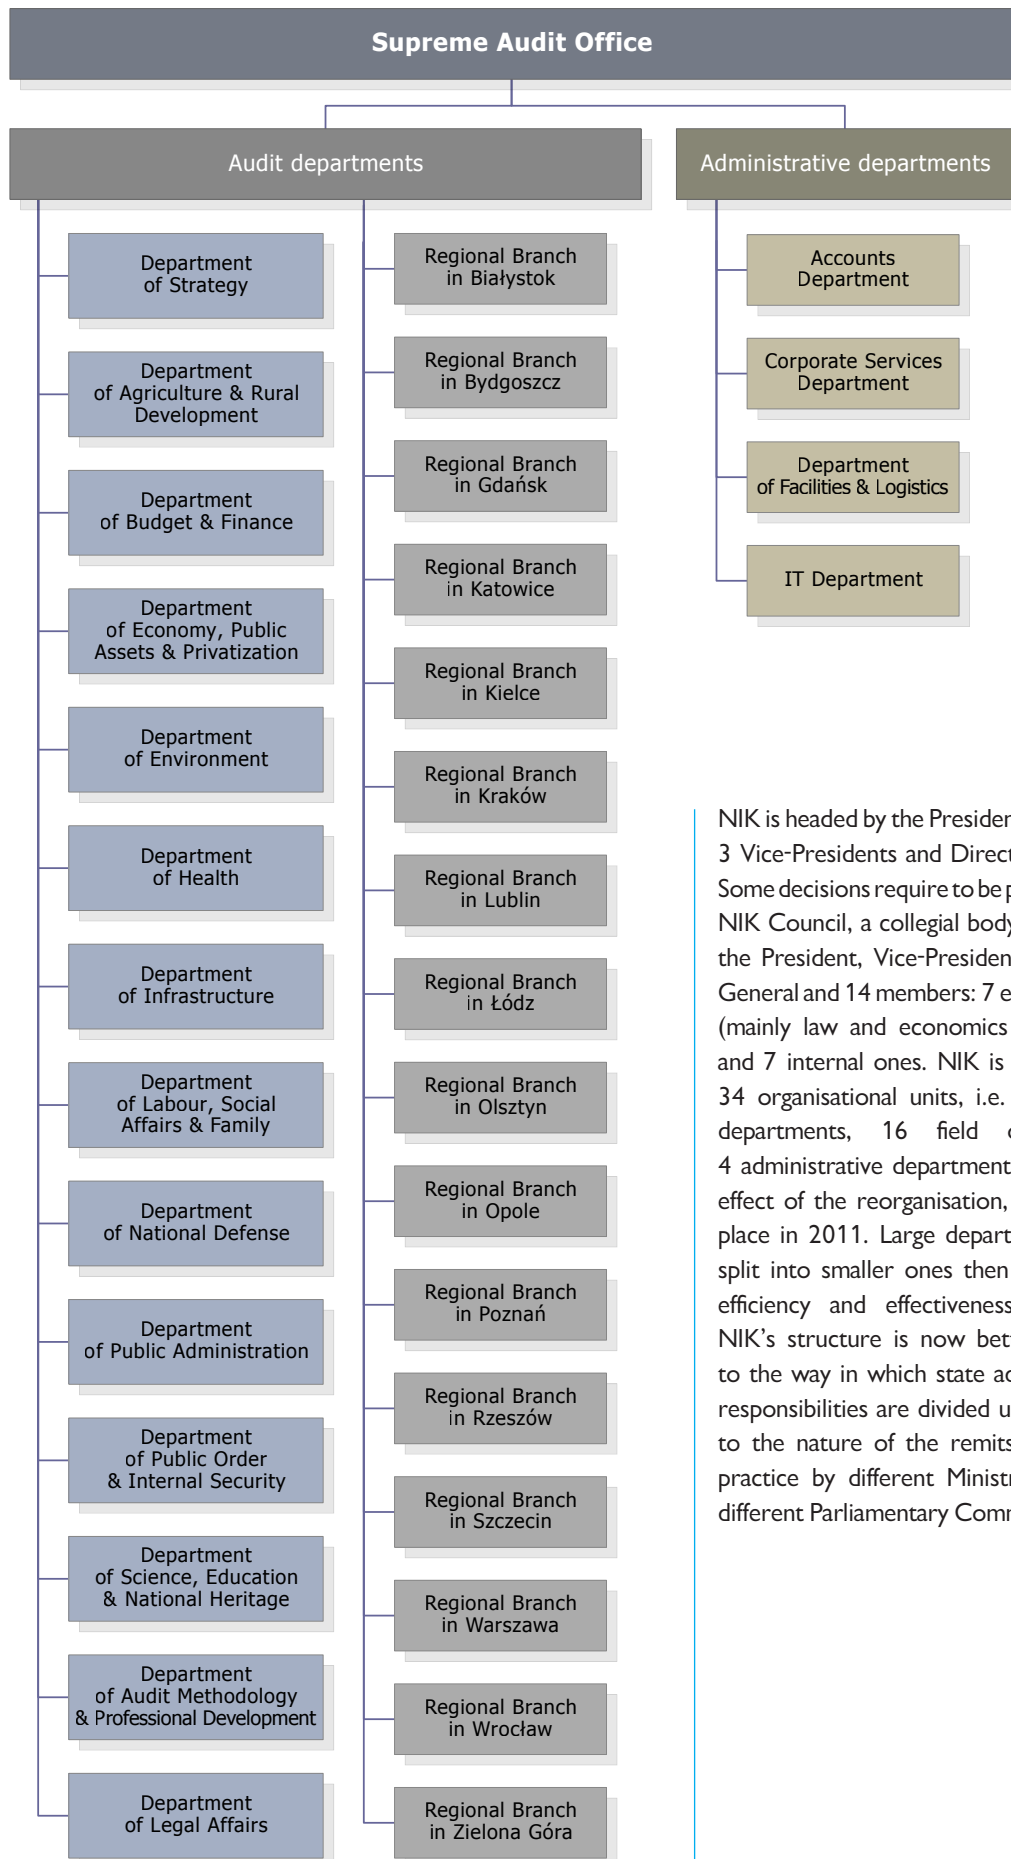 Supreme Audit Office
Audit departments
Administrative departments
Department
of Strategy
Department
of Agriculture & Rural
Development
Department
of Budget & Finance
Department
of Economy, Public
Assets & Privatization
Department
of Environment
Department
of Health
Department
of Infrastructure
Department
of Labour, Social
Affairs & Family
Department
of National Defense
Department
of Public Administration
Department
of Public Order
& Internal Security
Department
of Science, Education
& National Heritage
Department
of Audit Methodology
& Professional Development
Department
of Legal Affairs
Regional Branch
in Białystok
Regional Branch
in Bydgoszcz
Regional Branch
in Gdańsk
Regional Branch
in Katowice
Regional Branch
in Kielce
Regional Branch
in Kraków
Regional Branch
in Lublin
Regional Branch
in Łódz
Regional Branch
in Olsztyn
Regional Branch
in Opole
Regional Branch
in Poznań
Regional Branch
in Rzeszów
Regional Branch
in Szczecin
Regional Branch
in Warszawa
Regional Branch
in Wrocław
Regional Branch
in Zielona Góra
Accounts
Department
Corporate Services
Department
Department
of Facilities & Logistics
IT Department
NIK is headed by the
3 Vice-Presidents and
Some decisions require to be
NIK Council, a collegial body
the President,
General and 14 members: 7
(mainly law and economics
and 7 internal ones. NIK is
34 organisational units, i.e.
departments, 16 field
4 administrative
effect of the reorganisation,
place in 2011. Large
split into smaller ones then
efficiency and effectiveness
NIK's structure is now
to the way in which state
responsibilities are divided
to the nature of the remits
practice by different
different Parliamentary